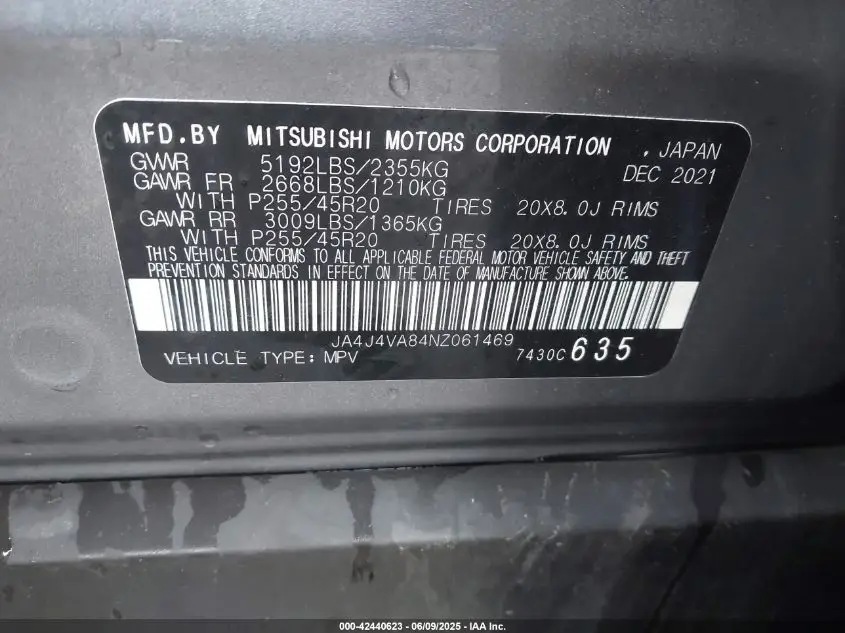 MFD.BY MITSUBISHI MOTORS CORPORATION , JAPAN
GVWR 5192LBS/2355KG DEC 2021
GAWR FR 2668LBS/1210KG
WITH P255/45R20 TIRES 20X8.0J RIMS
GAWR RR 3009LBS/1365KG
WITH P255/45R20 TIRES 20X8.0J RIMS
THIS VEHICLE CONFORMS TO ALL APPLICABLE FEDERAL MOTOR VEHICLE SAFETY AND THEFT
PREVENTION STANDARDS IN EFFECT ON THE DATE OF MANUFACTURE SHOWN ABOVE.
JA4J4VA84NZ061469
VEHICLE TYPE: MPV 7430C 635
000-42440623 - 06/09/2025 - IAA Inc.